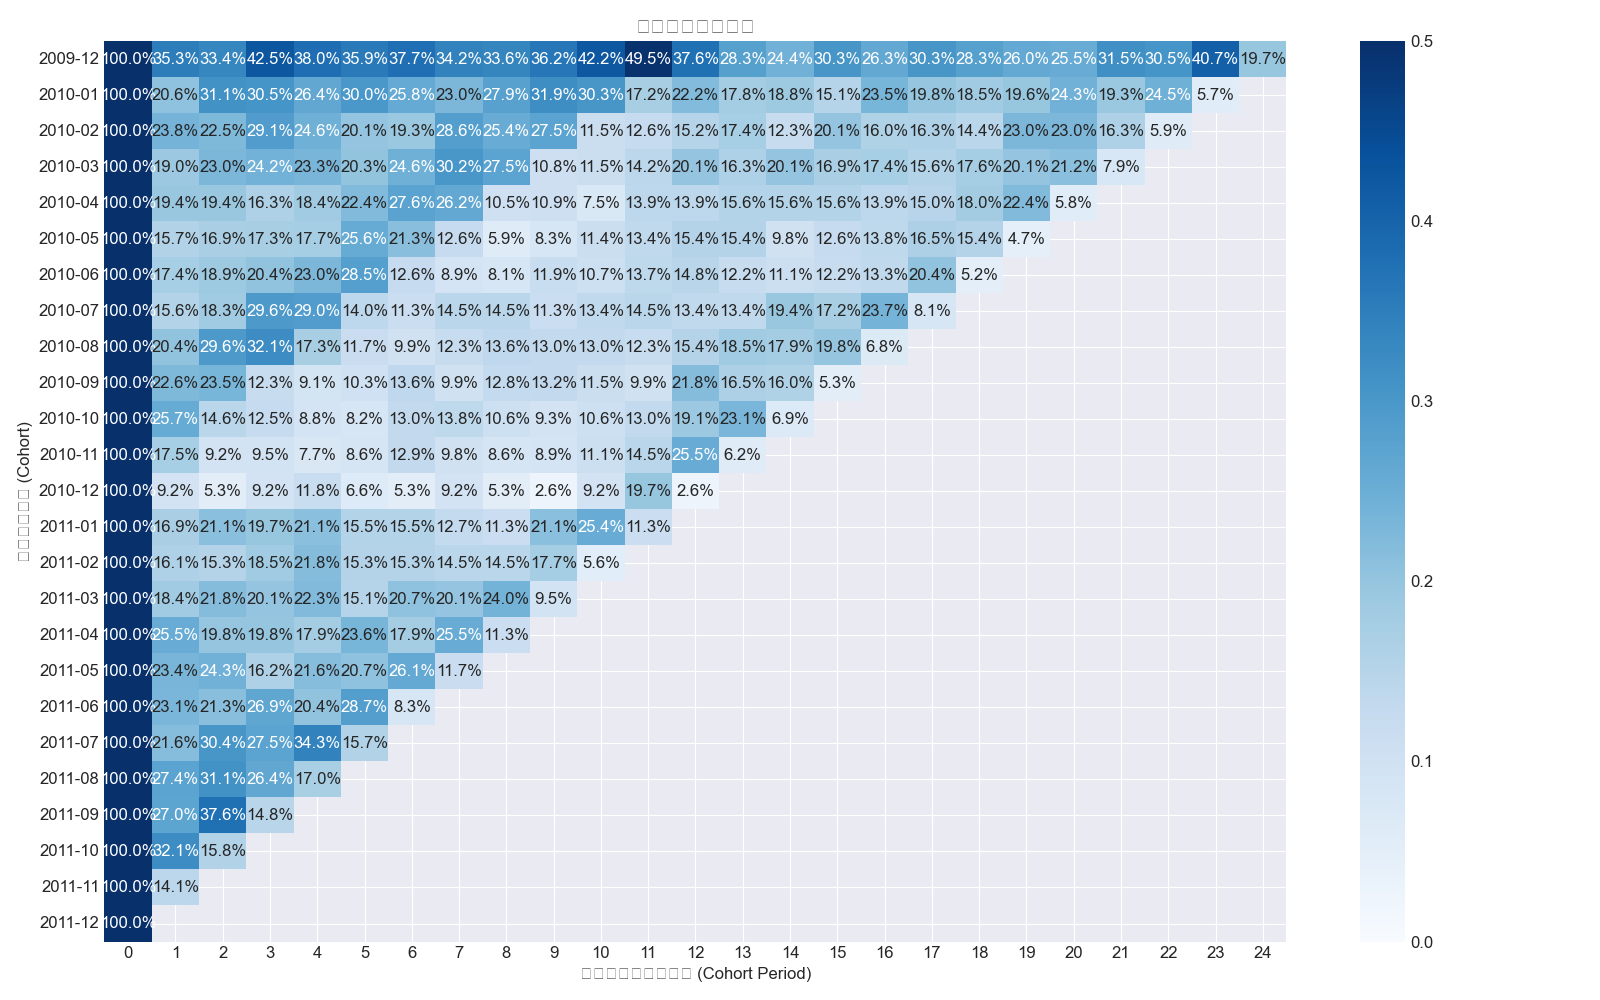 2009-12 100.0% 35.3% 33.4% 42.5% 38.0% 35.9% 37.7% 34.2% 33.6% 36.2% 42.2% 49.5% 37.6% 28.3% 24.4% 30.3% 26.3% 30.3% 28.3% 26.0% 25.5% 31.5% 30.5% 40.7% 19.7%
2010-01 100.0% 20.6% 31.1% 30.5% 26.4% 30.0% 25.8% 23.0% 27.9% 31.9% 30.3% 17.2% 22.2% 17.8% 18.8% 15.1% 23.5% 19.8% 18.5% 19.6% 24.3% 19.3% 24.5% 5.7%
2010-02 100.0% 23.8% 22.5% 29.1% 24.6% 20.1% 19.3% 28.6% 25.4% 27.5% 11.5% 12.6% 15.2% 17.4% 12.3% 20.1% 16.0% 16.3% 14.4% 23.0% 23.0% 16.3% 5.9%
2010-03 100.0% 19.0% 23.0% 24.2% 23.3% 20.3% 24.6% 30.2% 27.5% 10.8% 11.5% 14.2% 20.1% 16.3% 20.1% 16.9% 17.4% 15.6% 17.6% 20.1% 21.2% 7.9%
2010-04 100.0% 19.4% 19.4% 16.3% 18.4% 22.4% 27.6% 26.2% 10.5% 10.9% 7.5% 13.9% 13.9% 15.6% 15.6% 15.6% 13.9% 15.0% 18.0% 22.4% 5.8%
2010-05 100.0% 15.7% 16.9% 17.3% 17.7% 25.6% 21.3% 12.6% 5.9% 8.3% 11.4% 13.4% 15.4% 15.4% 9.8% 12.6% 13.8% 16.5% 15.4% 4.7%
2010-06 100.0% 17.4% 18.9% 20.4% 23.0% 28.5% 12.6% 8.9% 8.1% 11.9% 10.7% 13.7% 14.8% 12.2% 11.1% 12.2% 13.3% 20.4% 5.2%
2010-07 100.0% 15.6% 18.3% 29.6% 29.0% 14.0% 11.3% 14.5% 14.5% 11.3% 13.4% 14.5% 13.4% 13.4% 19.4% 17.2% 23.7% 8.1%
2010-08 100.0% 20.4% 29.6% 32.1% 17.3% 11.7% 9.9% 12.3% 13.6% 13.0% 13.0% 12.3% 15.4% 18.5% 17.9% 19.8% 6.8%
2010-09 100.0% 22.6% 23.5% 12.3% 9.1% 10.3% 13.6% 9.9% 12.8% 13.2% 11.5% 9.9% 21.8% 16.5% 16.0% 5.3%
2010-10 100.0% 25.7% 14.6% 12.5% 8.8% 8.2% 13.0% 13.8% 10.6% 9.3% 10.6% 13.0% 19.1% 23.1% 6.9%
2010-11 100.0% 17.5% 9.2% 9.5% 7.7% 8.6% 12.9% 9.8% 8.6% 8.9% 11.1% 14.5% 25.5% 6.2%
2010-12 100.0% 9.2% 5.3% 9.2% 11.8% 6.6% 5.3% 9.2% 5.3% 2.6% 9.2% 19.7% 2.6%
2011-01 100.0% 16.9% 21.1% 19.7% 21.1% 15.5% 15.5% 12.7% 11.3% 21.1% 25.4% 11.3%
2011-02 100.0% 16.1% 15.3% 18.5% 21.8% 15.3% 15.3% 14.5% 14.5% 17.7% 5.6%
2011-03 100.0% 18.4% 21.8% 20.1% 22.3% 15.1% 20.7% 20.1% 24.0% 9.5%
2011-04 100.0% 25.5% 19.8% 19.8% 17.9% 23.6% 17.9% 25.5% 11.3%
2011-05 100.0% 23.4% 24.3% 16.2% 21.6% 20.7% 26.1% 11.7%
2011-06 100.0% 23.1% 21.3% 26.9% 20.4% 28.7% 8.3%
2011-07 100.0% 21.6% 30.4% 27.5% 34.3% 15.7%
2011-08 100.0% 27.4% 31.1% 26.4% 17.0%
2011-09 100.0% 27.0% 37.6% 14.8%
2011-10 100.0% 32.1% 15.8%
2011-11 100.0% 14.1%
2011-12 100.0%
0 1 2 3 4 5 6 7 8 9 10 11 12 13 14 15 16 17 18 19 20 21 22 23 24
(Cohort Period)
(Cohort)
0.5
0.4
0.3
0.2
0.1
0.0